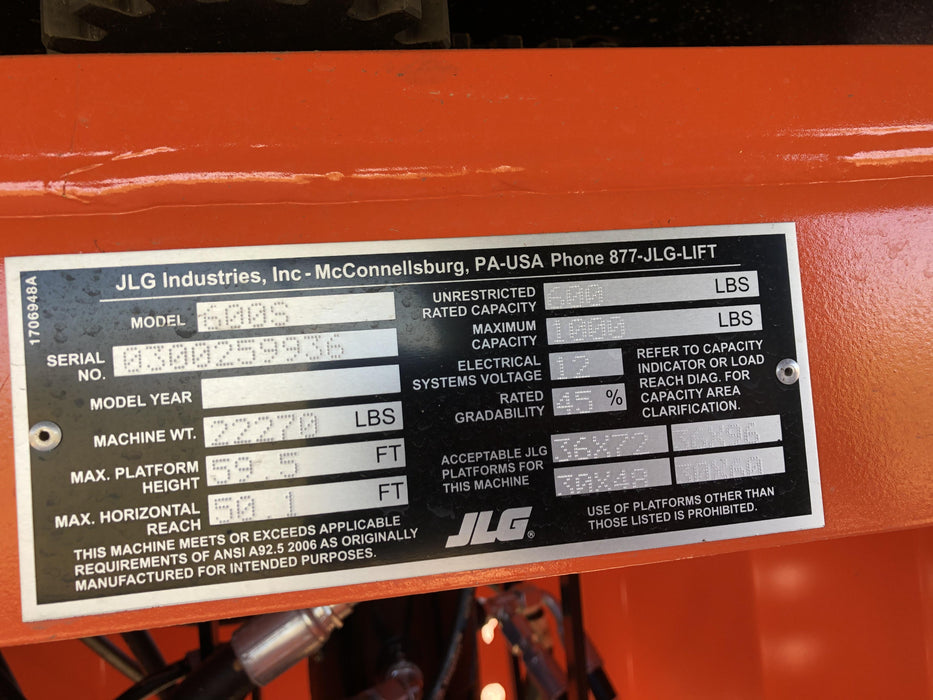 JLG Industries, Inc - McConnellsburg, PA-USA Phone 877-JLG-LIFT
1706948A
MODEL 600S
SERIAL NO. 0300259936
MODEL YEAR
MACHINE WT. 22270 LBS
MAX. PLATFORM HEIGHT 59.5 FT
MAX. HORIZONTAL REACH 50.1 FT
THIS MACHINE MEETS OR EXCEEDS APPLICABLE
REQUIREMENTS OF ANSI A92.5 2006 AS ORIGINALLY
MANUFACTURED FOR INTENDED PURPOSES.
UNRESTRICTED RATED CAPACITY 600 LBS
MAXIMUM CAPACITY 1000 LBS
ELECTRICAL SYSTEMS VOLTAGE 12
RATED GRADABILITY 45 %
REFER TO CAPACITY
INDICATOR OR LOAD
REACH DIAG. FOR
CAPACITY AREA
CLARIFICATION.
ACCEPTABLE JLG
PLATFORMS FOR
THIS MACHINE
36X72 36X96
30X48 30X60
JLG®
USE OF PLATFORMS OTHER THAN
THOSE LISTED IS PROHIBITED.